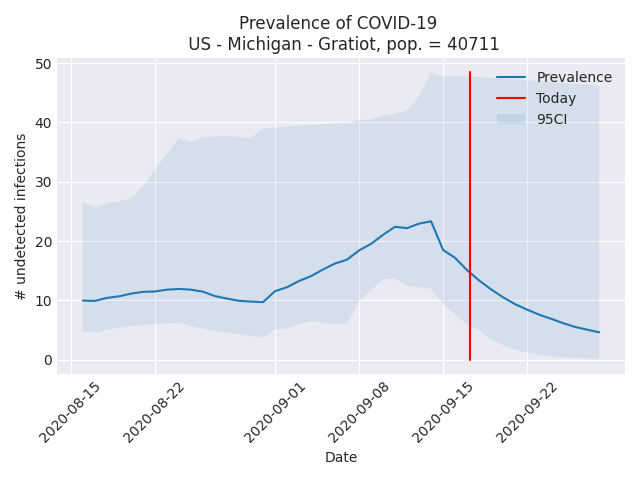 Prevalence of COVID-19
US - Michigan - Gratiot, pop. = 40711
# undetected infections
50
40
30
20
10
0
Prevalence
Today
95CI
2020-08-15
2020-08-22
2020-09-01
2020-09-08
2020-09-15
2020-09-22
Date